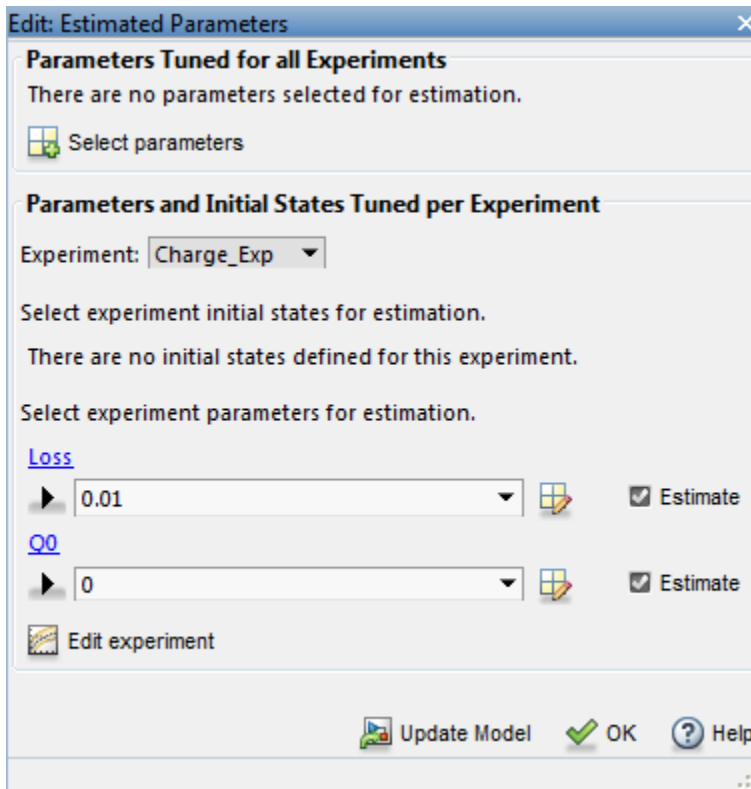 Edit: Estimated Parameters
Parameters Tuned for all Experiments
There are no parameters selected for estimation.
Select parameters
Parameters and Initial States Tuned per Experiment
Experiment: Charge_Exp
Select experiment initial states for estimation.
There are no initial states defined for this experiment.
Select experiment parameters for estimation.
Loss
0.01 Estimate
Q0
0 Estimate
Edit experiment
Update Model OK ? Help